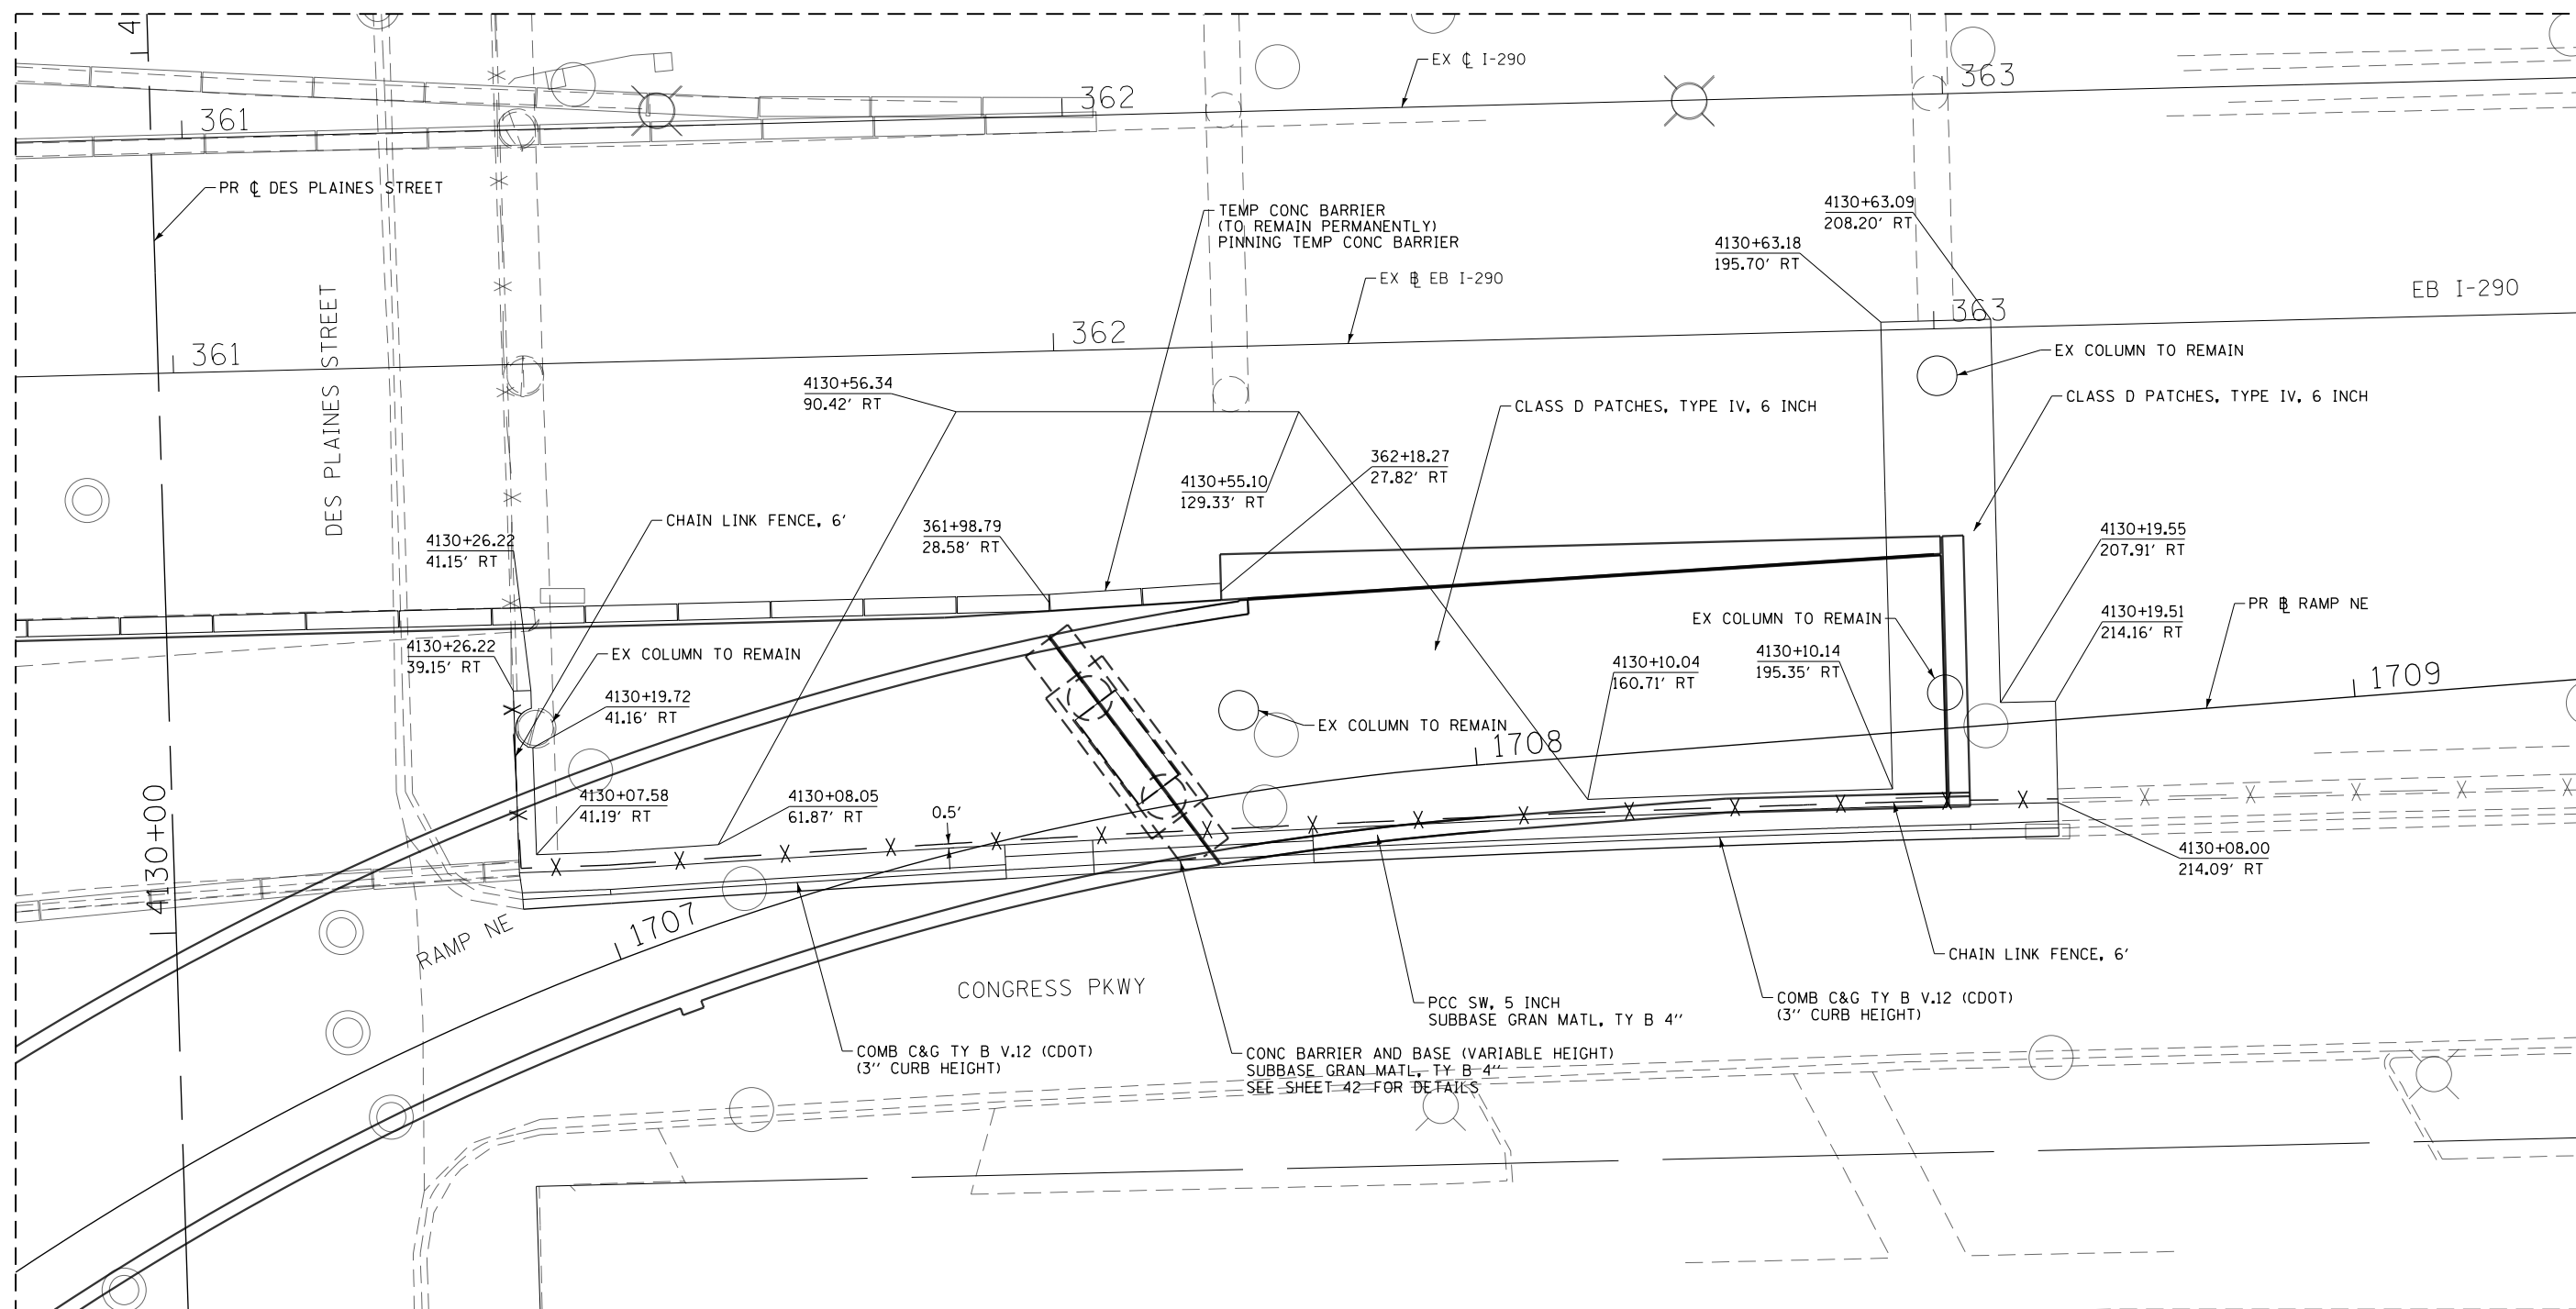 4
EX ℄ I-290
363
362
361
PR ℄ DES PLAINES STREET
4130+63.09
208.20' RT
TEMP CONC BARRIER
(TO REMAIN PERMANENTLY)
PINNING TEMP CONC BARRIER
4130+63.18
195.70' RT
EX B EB I-290
EB I-290
363
362
361
DES PLAINES STREET
EX COLUMN TO REMAIN
4130+56.34
90.42' RT
CLASS D PATCHES, TYPE IV, 6 INCH
CLASS D PATCHES, TYPE IV, 6 INCH
362+18.27
27.82' RT
4130+55.10
129.33' RT
CHAIN LINK FENCE, 6'
361+98.79
28.58' RT
4130+26.22
41.15' RT
4130+19.55
207.91' RT
PR B RAMP NE
4130+19.51
214.16' RT
EX COLUMN TO REMAIN
4130+26.22
39.15' RT
EX COLUMN TO REMAIN
4130+10.04
160.71' RT
4130+10.14
195.35' RT
1709
4130+19.72
41.16' RT
EX COLUMN TO REMAIN
1708
4130+07.58
41.19' RT
4130+08.05
61.87' RT
0.5'
4130+00
4130+08.00
214.09' RT
1707
RAMP NE
CHAIN LINK FENCE, 6'
CONGRESS PKWY
PCC SW, 5 INCH
SUBBASE GRAN MATL, TY B 4''
COMB C&G TY B V.12 (CDOT)
(3'' CURB HEIGHT)
COMB C&G TY B V.12 (CDOT)
(3'' CURB HEIGHT)
CONC BARRIER AND BASE (VARIABLE HEIGHT)
SUBBASE GRAN MATL, TY B 4''
SEE SHEET 42 FOR DETAILS